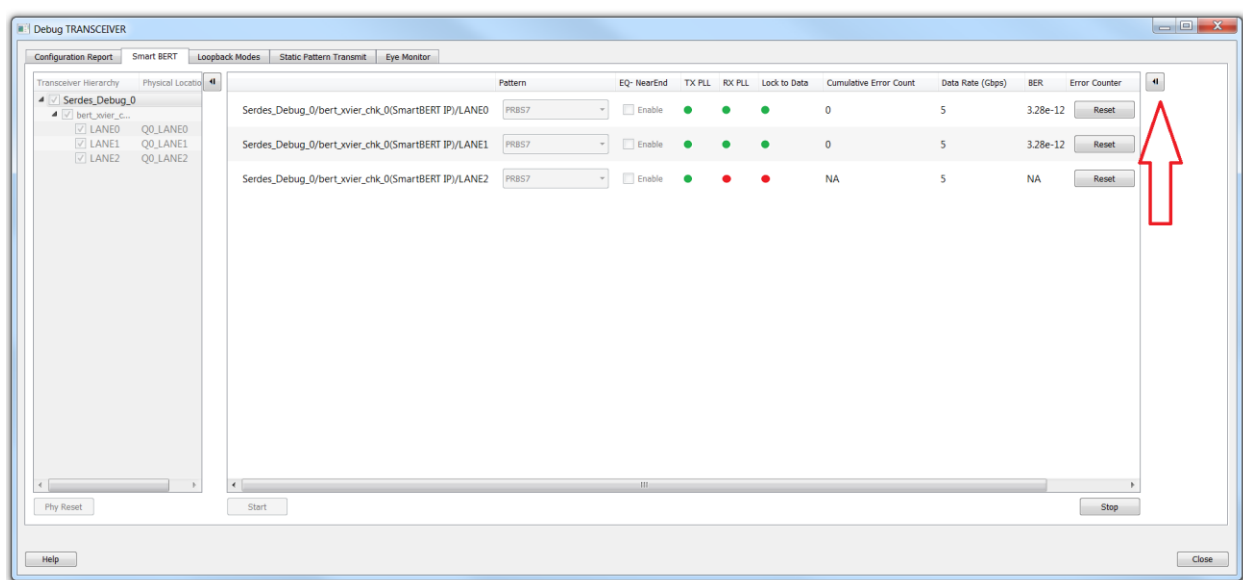 Debug TRANSCEIVER
Configuration Report Smart BERT Loopback Modes Static Pattern Transmit Eye Monitor
Transceiver Hierarchy Physical Locatio
Serdes_Debug_0
bert_xvier_c...
LANE0 Q0_LANE0
LANE1 Q0_LANE1
LANE2 Q0_LANE2
Pattern EQ- NearEnd TX PLL RX PLL Lock to Data Cumulative Error Count Data Rate (Gbps) BER Error Counter
Serdes_Debug_0/bert_xvier_chk_0(SmartBERT IP)/LANE0 PRBS7 Enable 0 5 3.28e-12 Reset
Serdes_Debug_0/bert_xvier_chk_0(SmartBERT IP)/LANE1 PRBS7 Enable 0 5 3.28e-12 Reset
Serdes_Debug_0/bert_xvier_chk_0(SmartBERT IP)/LANE2 PRBS7 Enable NA 5 NA Reset
Phy Reset Start Stop
Help Close